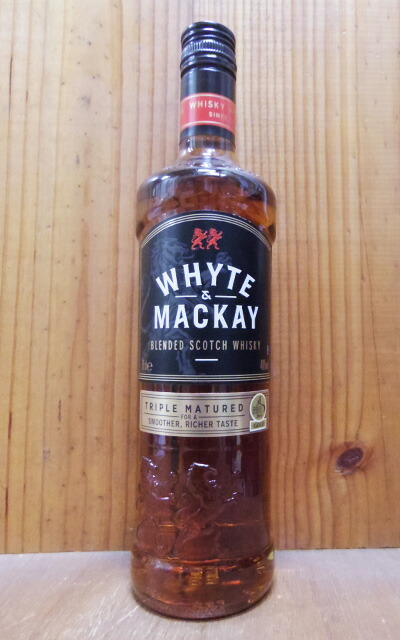 WHISKY
WHYTE
&
MACKAY
BLENDED SCOTCH WHISKY
TRIPLE MATURED
FOR A
SMOOTHER, RICHER TASTE